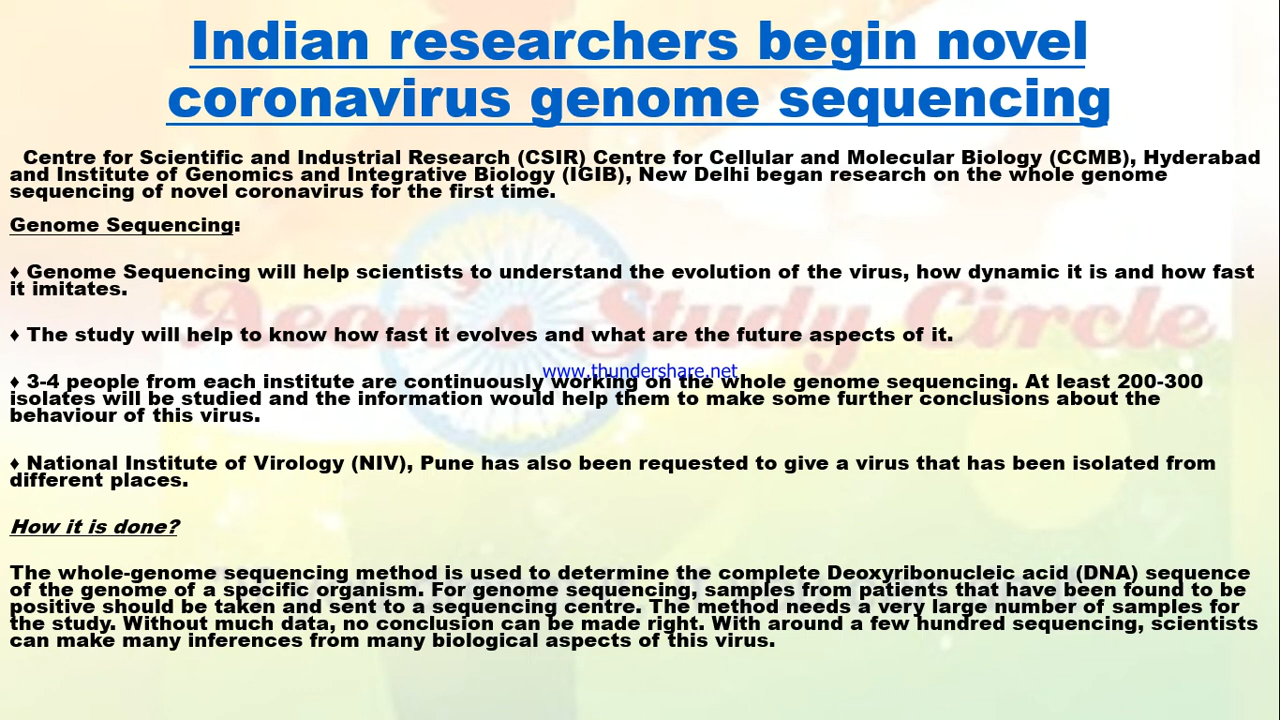 Indian researchers begin novel
coronavirus genome sequencing
Centre for Scientific and Industrial Research (CSIR) Centre for Cellular and Molecular Biology (CCMB), Hyderabad
and Institute of Genomics and Integrative Biology (IGIB), New Delhi began research on the whole genome
sequencing of novel coronavirus for the first time.
Genome Sequencing:
♦ Genome Sequencing will help scientists to understand the evolution of the virus, how dynamic it is and how fast
it imitates.
Aeon's Study Circle
♦ The study will help to know how fast it evolves and what are the future aspects of it.
www.thundershare.net
♦ 3-4 people from each institute are continuously working on the whole genome sequencing. At least 200-300
isolates will be studied and the information would help them to make some further conclusions about the
behaviour of this virus.
♦ National Institute of Virology (NIV), Pune has also been requested to give a virus that has been isolated from
different places.
How it is done?
The whole-genome sequencing method is used to determine the complete Deoxyribonucleic acid (DNA) sequence
of the genome of a specific organism. For genome sequencing, samples from patients that have been found to be
positive should be taken and sent to a sequencing centre. The method needs a very large number of samples for
the study. Without much data, no conclusion can be made right. With around a few hundred sequencing, scientists
can make many inferences from many biological aspects of this virus.